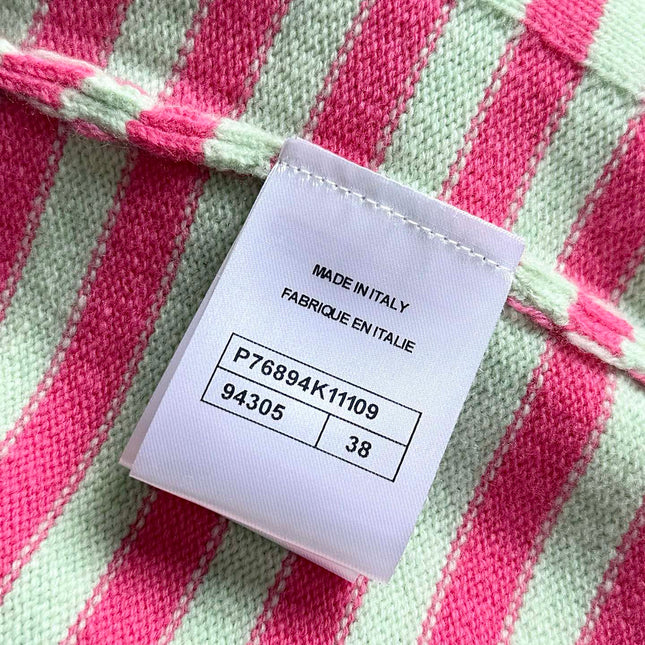 MADE IN ITALY
FABRIQUE EN ITALIE
P76894K11109
94305 38